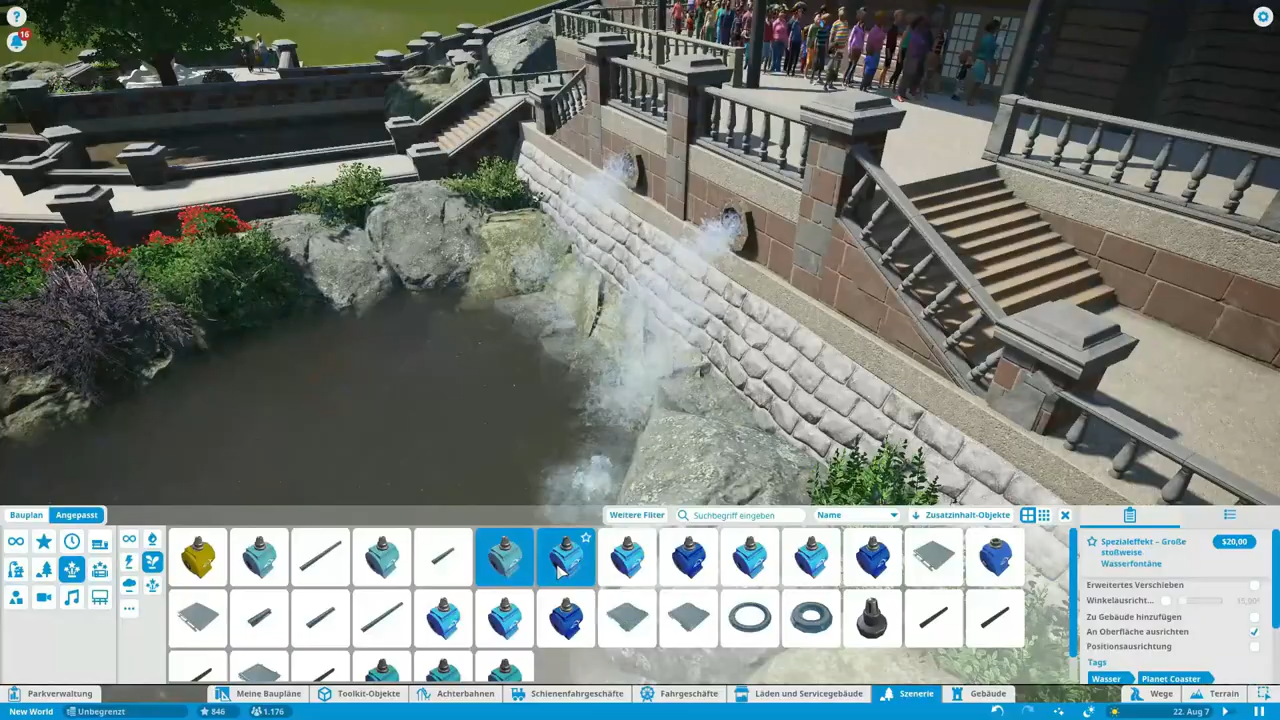 ?
16
Bauplan Angepasst Weitere Filter Suchbegriff eingeben Name Zusatzinhalt-Objekte
Spezialeffekt – Große
stoßweise
Wasserfontäne
$20,00
Erweitertes Verschieben
Winkelausricht... 15,00°
Zu Gebäude hinzufügen
An Oberfläche ausrichten
Positionsausrichtung
Tags
Wasser Planet Coaster
Parkverwaltung Meine Baupläne Toolkit-Objekte Achterbahnen Schienenfahrgeschäfte Fahrgeschäfte Läden und Servicegebäude Szenerie Gebäude Wege Terrain
New World Unbegrenzt 846 1.176 22. Aug 7